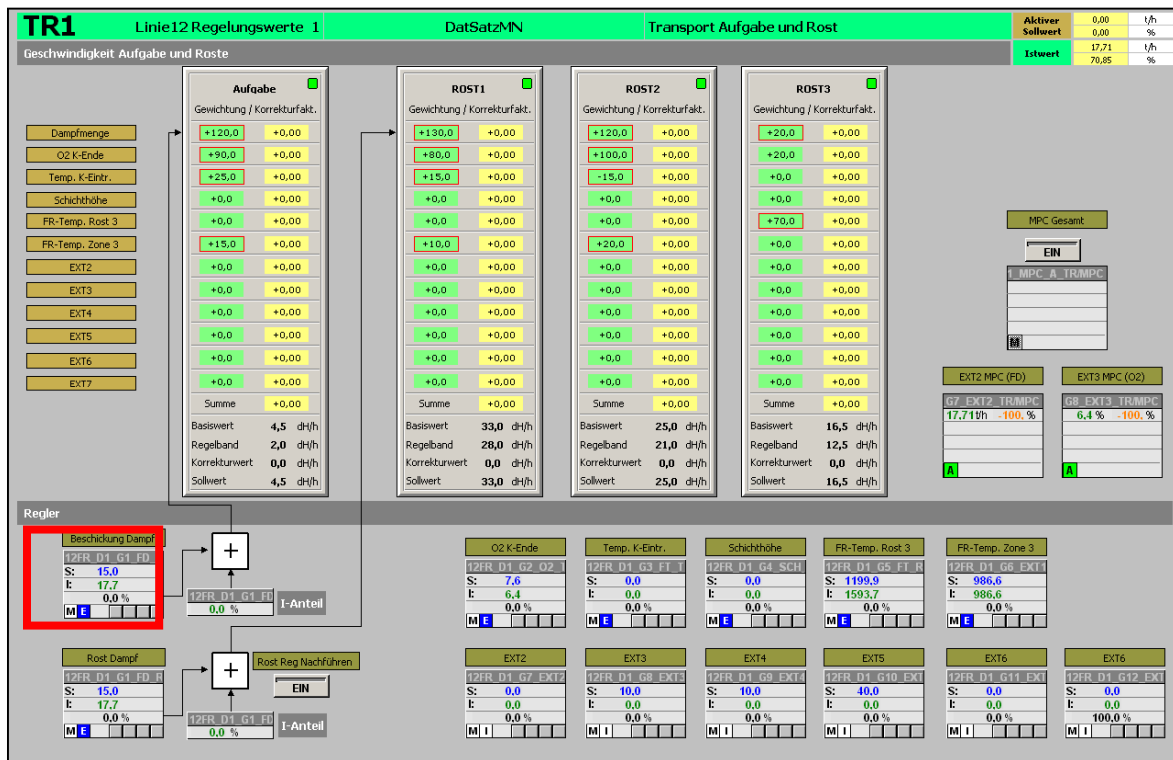 TR1 Linie12 Regelungswerte 1 DatSatzMN Transport Aufgabe und Rost
Aktiver Sollwert 0,00 t/h
0,00 %
Istwert 17,71 t/h
70,85 %
Geschwindigkeit Aufgabe und Roste
Aufgabe ROST1 ROST2 ROST3
Gewichtung / Korrekturfakt. Gewichtung / Korrekturfakt. Gewichtung / Korrekturfakt. Gewichtung / Korrekturfakt.
Dampfmenge +120,0 +0,00 +130,0 +0,00 +120,0 +0,00 +20,0 +0,00
O2 K-Ende +90,0 +0,00 +80,0 +0,00 +100,0 +0,00 +20,0 +0,00
Temp. K-Eintr. +25,0 +0,00 +15,0 +0,00 -15,0 +0,00 +0,0 +0,00
Schichthöhe +0,0 +0,00 +0,0 +0,00 +0,0 +0,00 +0,0 +0,00
FR-Temp. Rost 3 +0,0 +0,00 +0,0 +0,00 +0,0 +0,00 +70,0 +0,00
FR-Temp. Zone 3 +15,0 +0,00 +10,0 +0,00 +20,0 +0,00 +0,0 +0,00
EXT2 +0,0 +0,00 +0,0 +0,00 +0,0 +0,00 +0,0 +0,00
EXT3 +0,0 +0,00 +0,0 +0,00 +0,0 +0,00 +0,0 +0,00
EXT4 +0,0 +0,00 +0,0 +0,00 +0,0 +0,00 +0,0 +0,00
EXT5 +0,0 +0,00 +0,0 +0,00 +0,0 +0,00 +0,0 +0,00
EXT6 +0,0 +0,00 +0,0 +0,00 +0,0 +0,00 +0,0 +0,00
EXT7 +0,0 +0,00 +0,0 +0,00 +0,0 +0,00 +0,0 +0,00
Summe +0,00 Summe +0,00 Summe +0,00 Summe +0,00
Basiswert 4,5 dH/h Basiswert 33,0 dH/h Basiswert 25,0 dH/h Basiswert 16,5 dH/h
Regelband 2,0 dH/h Regelband 28,0 dH/h Regelband 21,0 dH/h Regelband 12,5 dH/h
Korrekturwert 0,0 dH/h Korrekturwert 0,0 dH/h Korrekturwert 0,0 dH/h Korrekturwert 0,0 dH/h
Sollwert 4,5 dH/h Sollwert 33,0 dH/h Sollwert 25,0 dH/h Sollwert 16,5 dH/h
MPC Gesamt
EIN
1_MPC_A_TR/MPC
M
EXT2 MPC (FD) EXT3 MPC (O2)
G7_EXT2_TR/MPC G8_EXT3_TR/MPC
17,71t/h -100, % 6,4 % -100, %
A A
Regler
Beschickung Dampf O2 K-Ende Temp. K-Eintr. Schichthöhe FR-Temp. Rost 3 FR-Temp. Zone 3
12FR_D1_G1_FD 12FR_D1_G2_O2_T 12FR_D1_G3_FT_T 12FR_D1_G4_SCH 12FR_D1_G5_FT_R 12FR_D1_G6_EXT1
S: 15,0 S: 7,6 S: 0,0 S: 0,0 S: 1199,9 S: 986,6
I: 17,7 I: 6,4 I: 0,0 I: 0,0 I: 1593,7 I: 986,6
0,0 % 0,0 % 0,0 % 0,0 % 0,0 % 0,0 %
M E M E M E M E M E M E
+
12FR_D1_G1_FD I-Anteil
0,0 %
Rost Dampf Rost Reg Nachführen EXT2 EXT3 EXT4 EXT5 EXT6 EXT6
12FR_D1_G1_FD_R EIN 12FR_D1_G7_EXT2 12FR_D1_G8_EXT3 12FR_D1_G9_EXT4 12FR_D1_G10_EXT 12FR_D1_G11_EXT 12FR_D1_G12_EXT
S: 15,0 S: 0,0 S: 10,0 S: 10,0 S: 40,0 S: 0,0 S: 0,0
I: 17,7 I: 0,0 I: 0,0 I: 0,0 I: 0,0 I: 0,0 I: 0,0
0,0 % 0,0 % 0,0 % 0,0 % 0,0 % 0,0 % 100,0 %
M E M I M I M I M I M I M I
+
12FR_D1_G1_FD I-Anteil
0,0 %